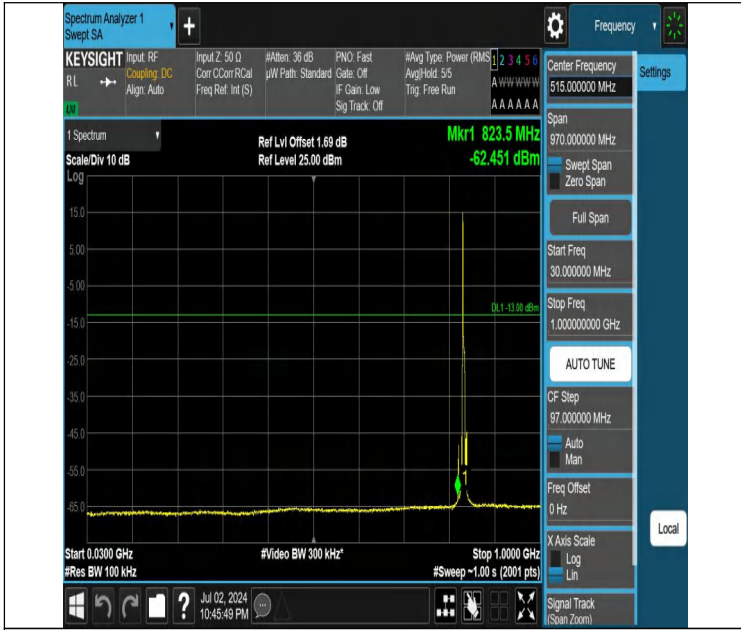 Spectrum Analyzer 1
Swept SA
+
Frequency
KEYSIGHT
RL
Input: RF
Coupling: DC
Align: Auto
Input Z: 50 Ω
Corr CCorr RCal
Freq Ref: Int (S)
#Atten: 36 dB
µW Path: Standard
PNO: Fast
Gate: Off
IF Gain: Low
Sig Track: Off
#Avg Type: Power (RMS
Avg|Hold: 5/5
Trig: Free Run
1 2 3 4 5 6
A W W W W W
A A A A A A
1 Spectrum
Scale/Div 10 dB
Ref Lvl Offset 1.69 dB
Ref Level 25.00 dBm
Mkr1 823.5 MHz
-62.451 dBm
Log
15.0
5.00
-5.00
DL1 -13.00 dBm
-15.0
-25.0
-35.0
-45.0
-55.0
-65.0
Start 0.0300 GHz
#Res BW 100 kHz
#Video BW 300 kHz*
Stop 1.0000 GHz
#Sweep ~1.00 s (2001 pts)
Jul 02, 2024
10:45:49 PM
?
Center Frequency
515.000000 MHz
Settings
Span
970.000000 MHz
Swept Span
Zero Span
Full Span
Start Freq
30.000000 MHz
Stop Freq
1.000000000 GHz
AUTO TUNE
CF Step
97.000000 MHz
Auto
Man
Freq Offset
0 Hz
X Axis Scale
Log
Lin
Local
Signal Track
(Span Zoom)